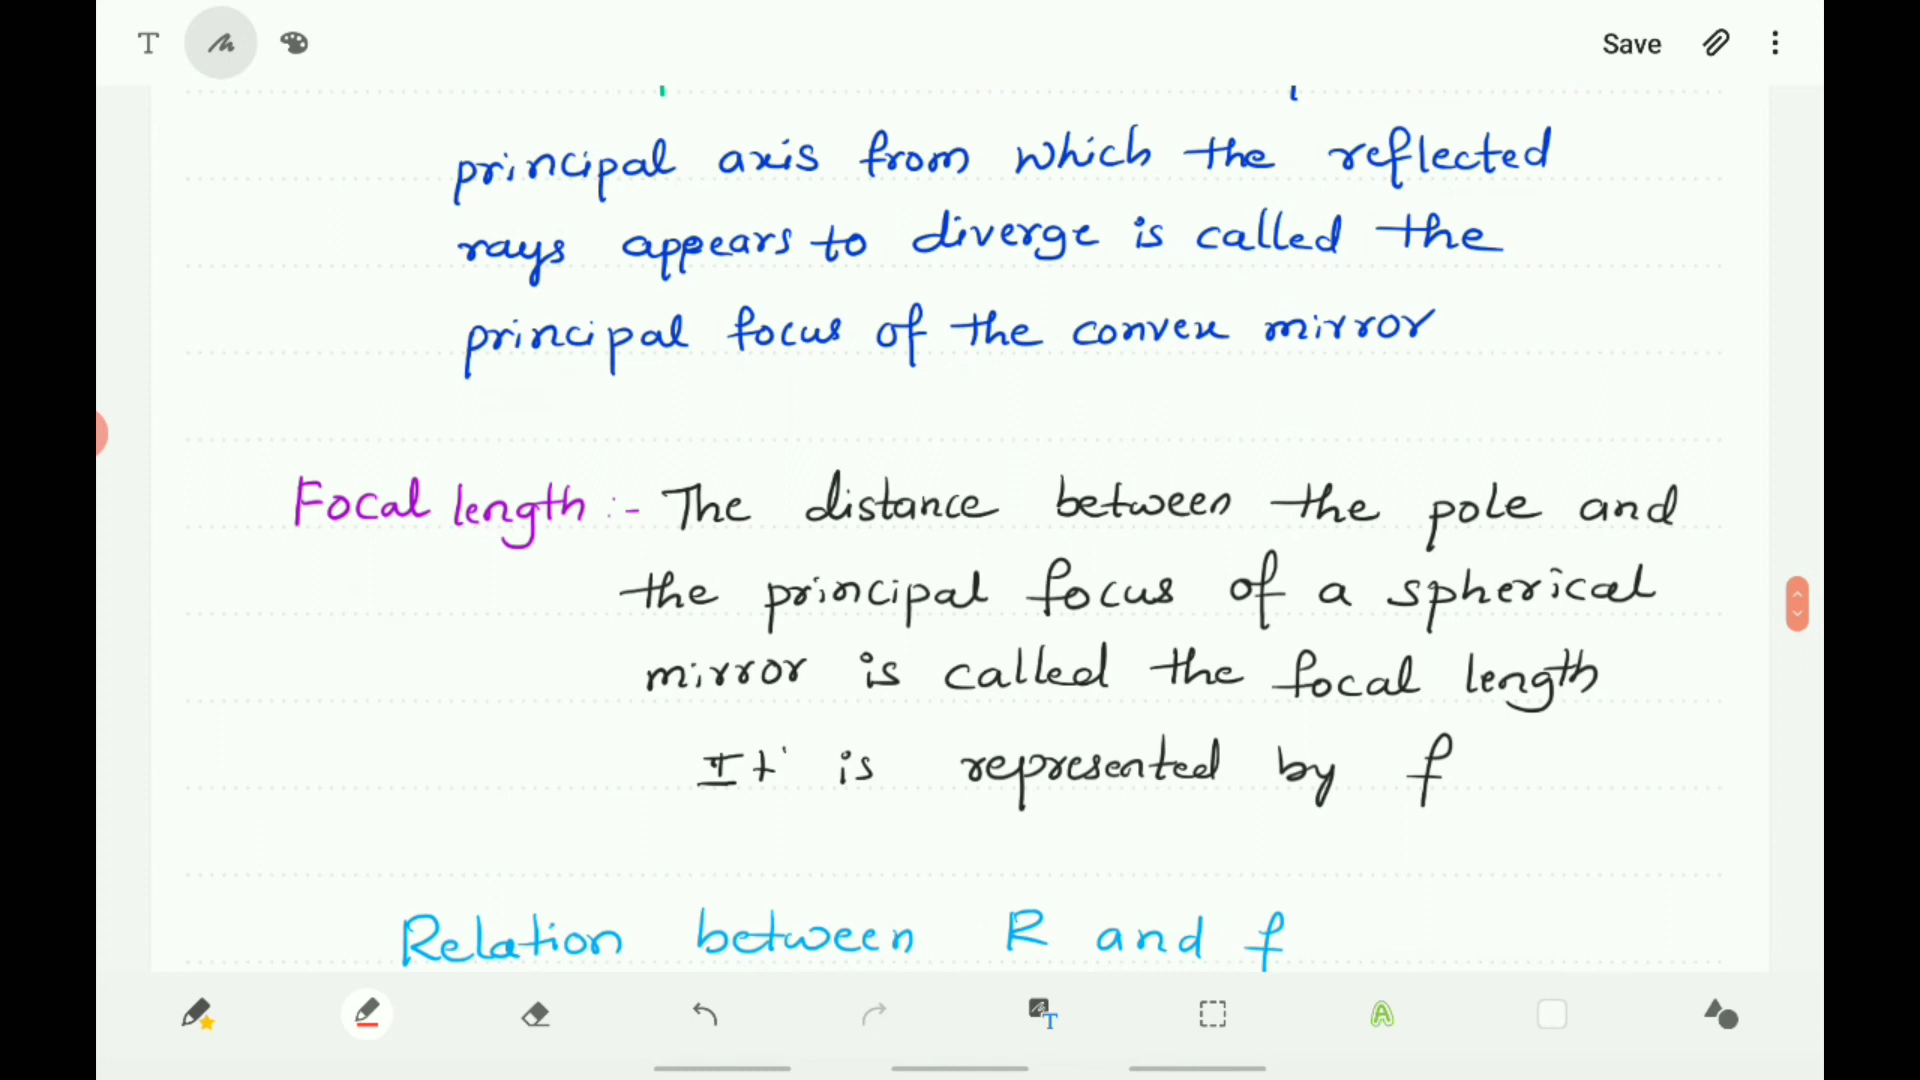 T Save
principal axis from which the reflected
rays appears to diverge is called the
principal focus of the convex mirror
Focal length :- The distance between the pole and
the principal focus of a spherical
mirror is called the focal length
It is represented by f
Relation between R and f